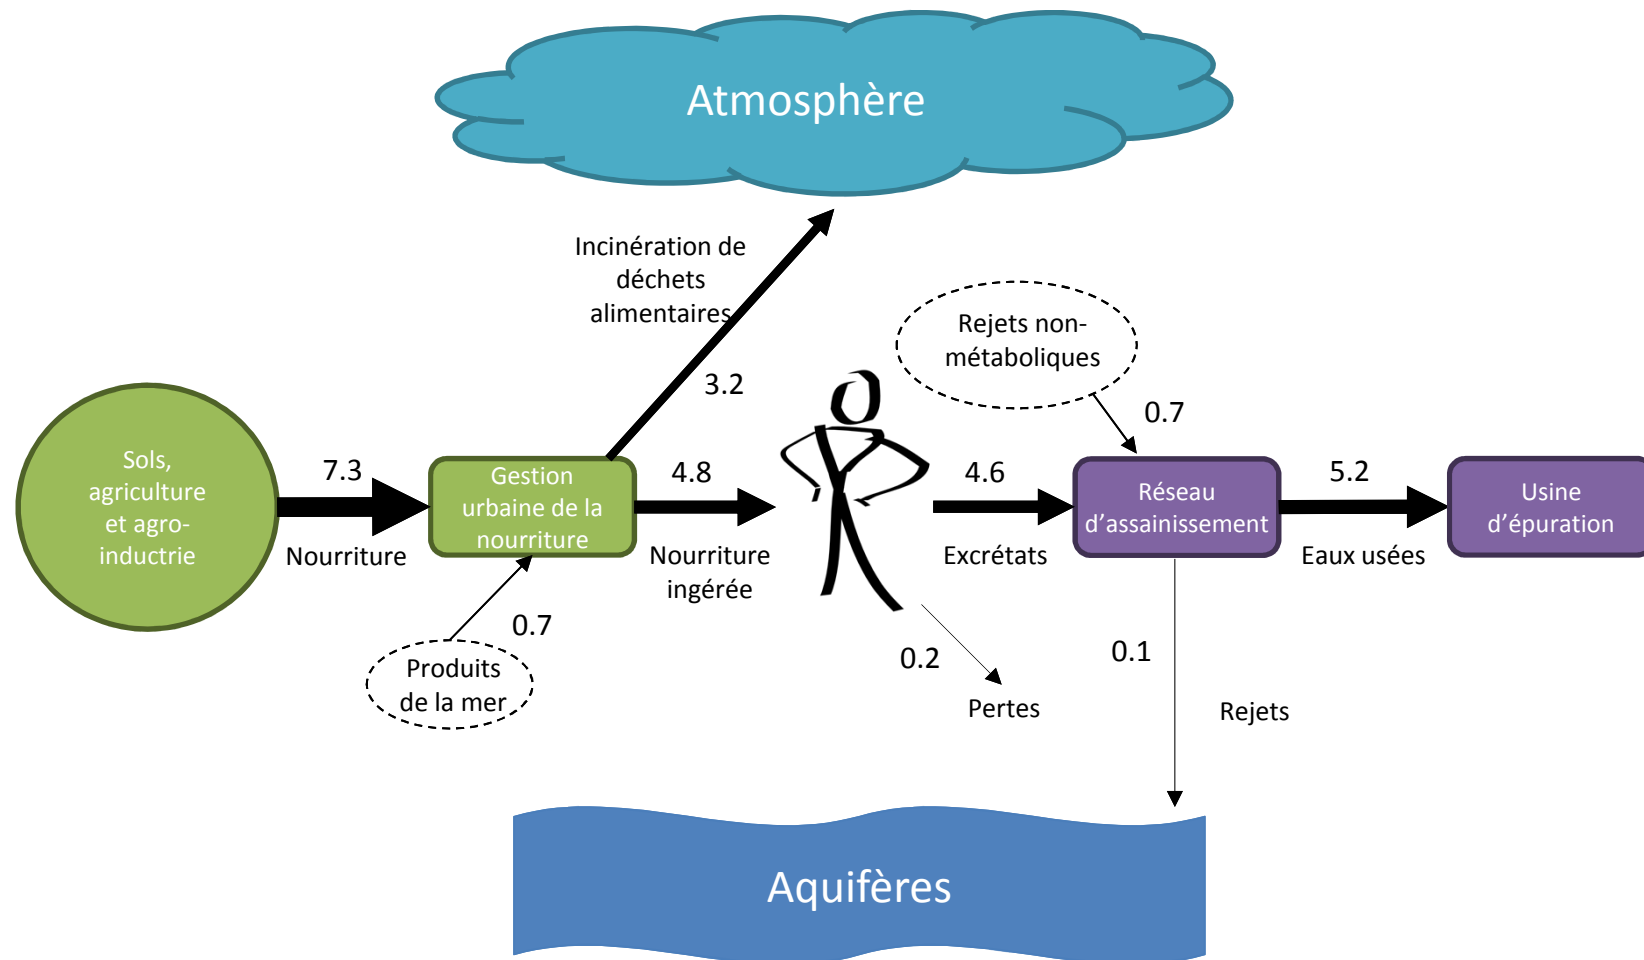 Atmosphère
Incinération de
déchets
alimentaires
3.2
Rejets non-
métaboliques
0.7
Sols,
agriculture
et agro-
inductrie
7.3
Nourriture
Gestion
urbaine de la
nourriture
4.8
Nourriture
ingérée
4.6
Excrétats
Réseau
d'assainissement
5.2
Eaux usées
Usine
d'épuration
0.7
Produits
de la mer
0.2
Pertes
0.1
Rejets
Aquifères